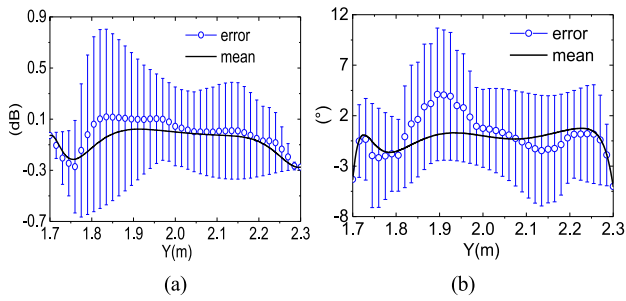 0.9
0.5
0.1
-0.3
-0.7
(dB)
error
mean
1.7 1.8 1.9 2.0 2.1 2.2 2.3
Y(m)
(a)
12
7
2
-3
-8
(°)
error
mean
1.7 1.8 1.9 2.0 2.1 2.2 2.3
Y(m)
(b)